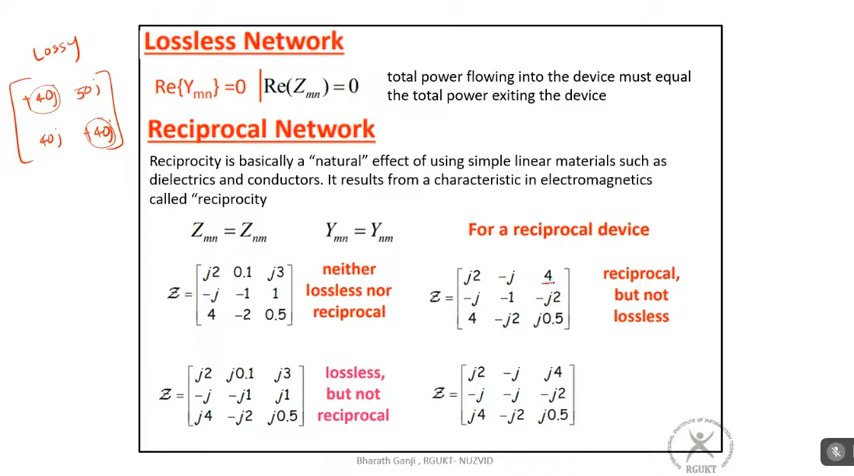 Lossy
+40j 50j
40j +40j
Lossless Network
Re{Yₘₙ} =0 | Re(Zₘₙ) = 0
total power flowing into the device must equal
the total power exiting the device
Reciprocal Network
Reciprocity is basically a “natural” effect of using simple linear materials such as
dielectrics and conductors. It results from a characteristic in electromagnetics
called “reciprocity
Zₘₙ = Zₙₘ Yₘₙ = Yₙₘ For a reciprocal device
Z = [ j2 0.1 j3
-j -1 1
4 -2 0.5 ]
neither
lossless nor
reciprocal
Z = [ j2 -j 4
-j -1 -j2
4 -j2 j0.5 ]
reciprocal,
but not
lossless
Z = [ j2 j0.1 j3
-j -j1 j1
j4 -j2 j0.5 ]
lossless,
but not
reciprocal
Z = [ j2 -j j4
-j -j -j2
j4 -j2 j0.5 ]
Bharath Ganji , RGUKT- NUZVID
RGUKT